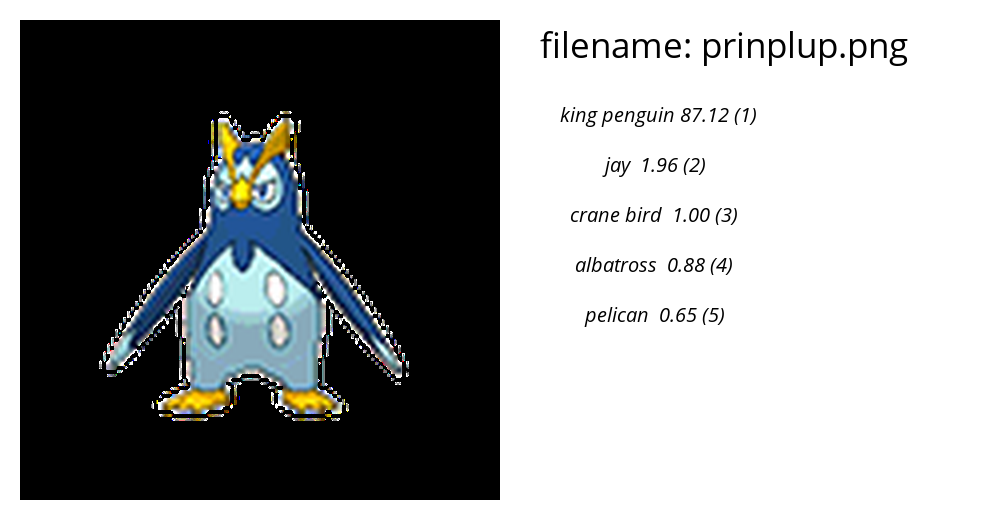 filename: prinplup.png
king penguin 87.12 (1)
jay 1.96 (2)
crane bird 1.00 (3)
albatross 0.88 (4)
pelican 0.65 (5)